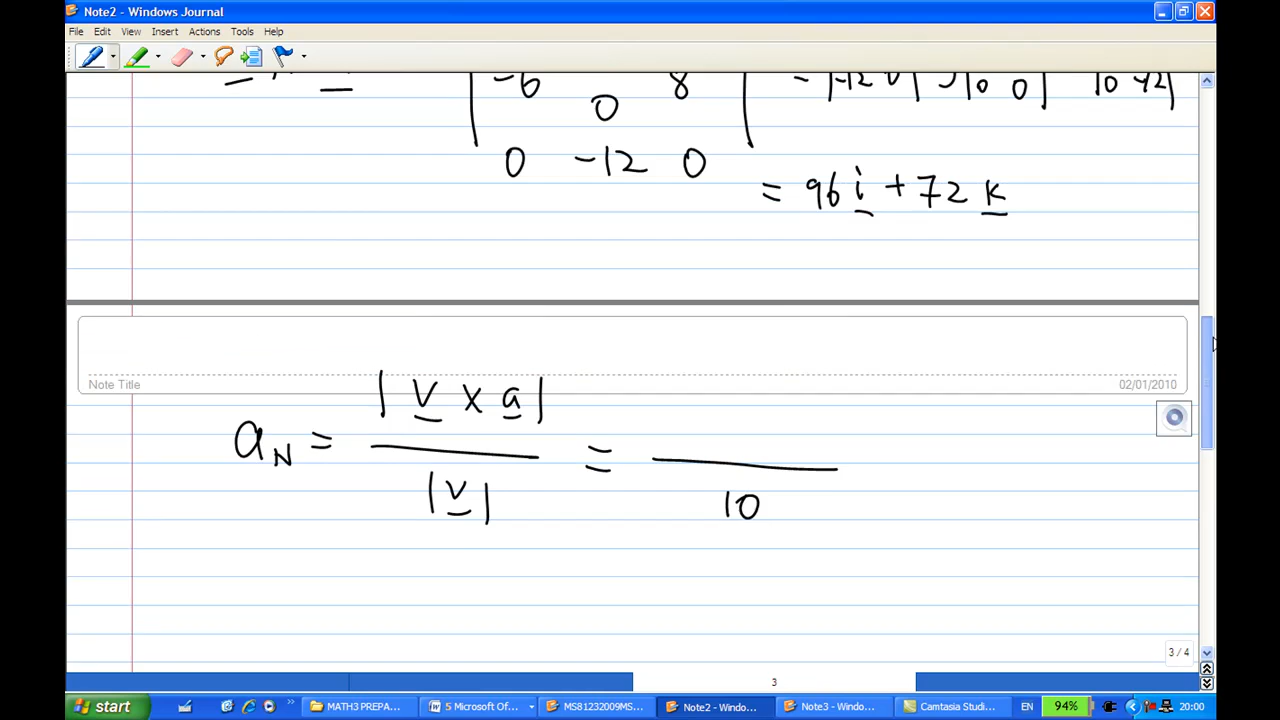 Note2 - Windows Journal
File Edit View Insert Actions Tools Help
-6 0 8
0 -12 0
= 96 i + 72 k
Note Title
02/01/2010
a_N = | v x a | / | v | = / 10
3 / 4
3
start
MATH3 PREPA...
5 Microsoft Of...
MS81232009MS...
Note2 - Windo...
Note3 - Windo...
Camtasia Studi...
EN
94%
20:00